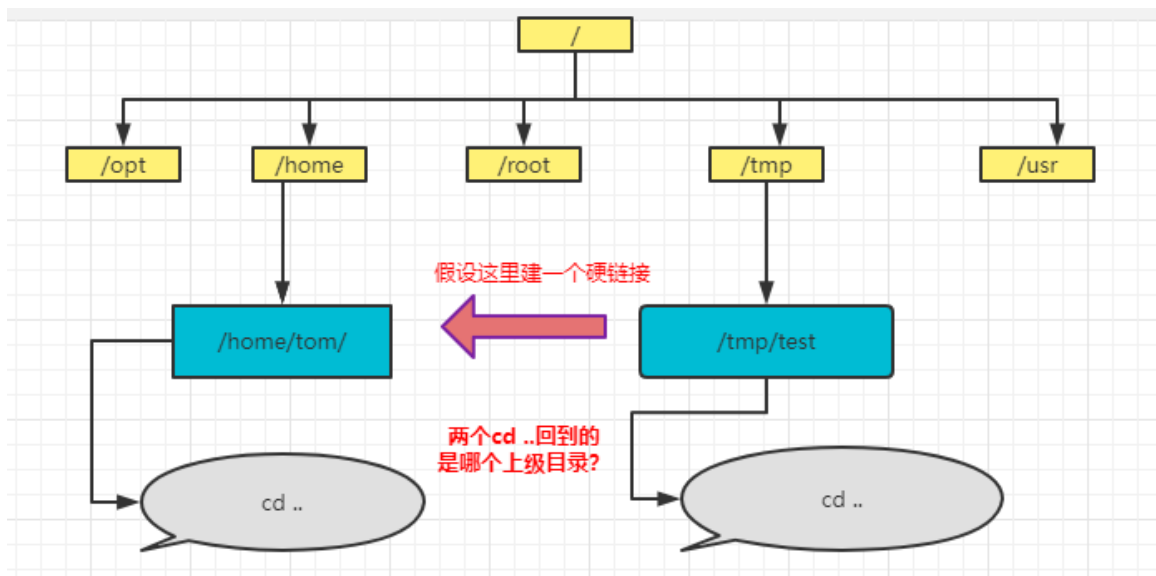 /
/opt
/home
/root
/tmp
/usr
假设这里建一个硬链接
/home/tom/
/tmp/test
两个cd ..回到的
是哪个上级目录?
cd ..
cd ..